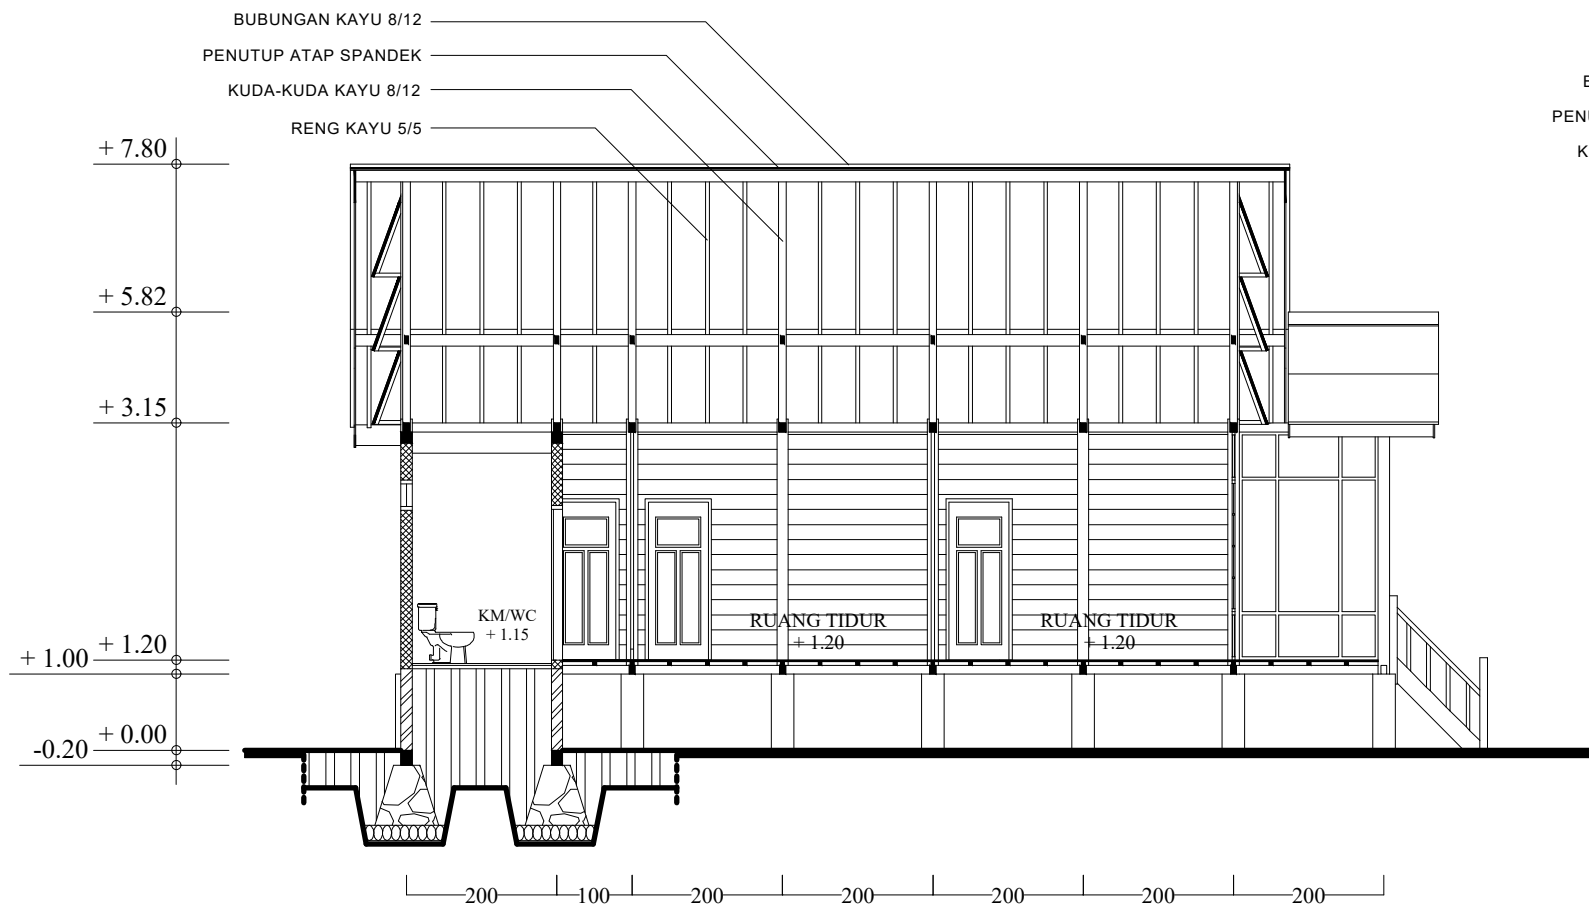 BUBUNGAN KAYU 8/12
PENUTUP ATAP SPANDEK
KUDA-KUDA KAYU 8/12
RENG KAYU 5/5
+ 7.80
+ 5.82
+ 3.15
+ 1.20
+ 1.00
+ 0.00
-0.20
KM/WC
+ 1.15
RUANG TIDUR
+ 1.20
RUANG TIDUR
+ 1.20
200 100 200 200 200 200 200
PENU
K